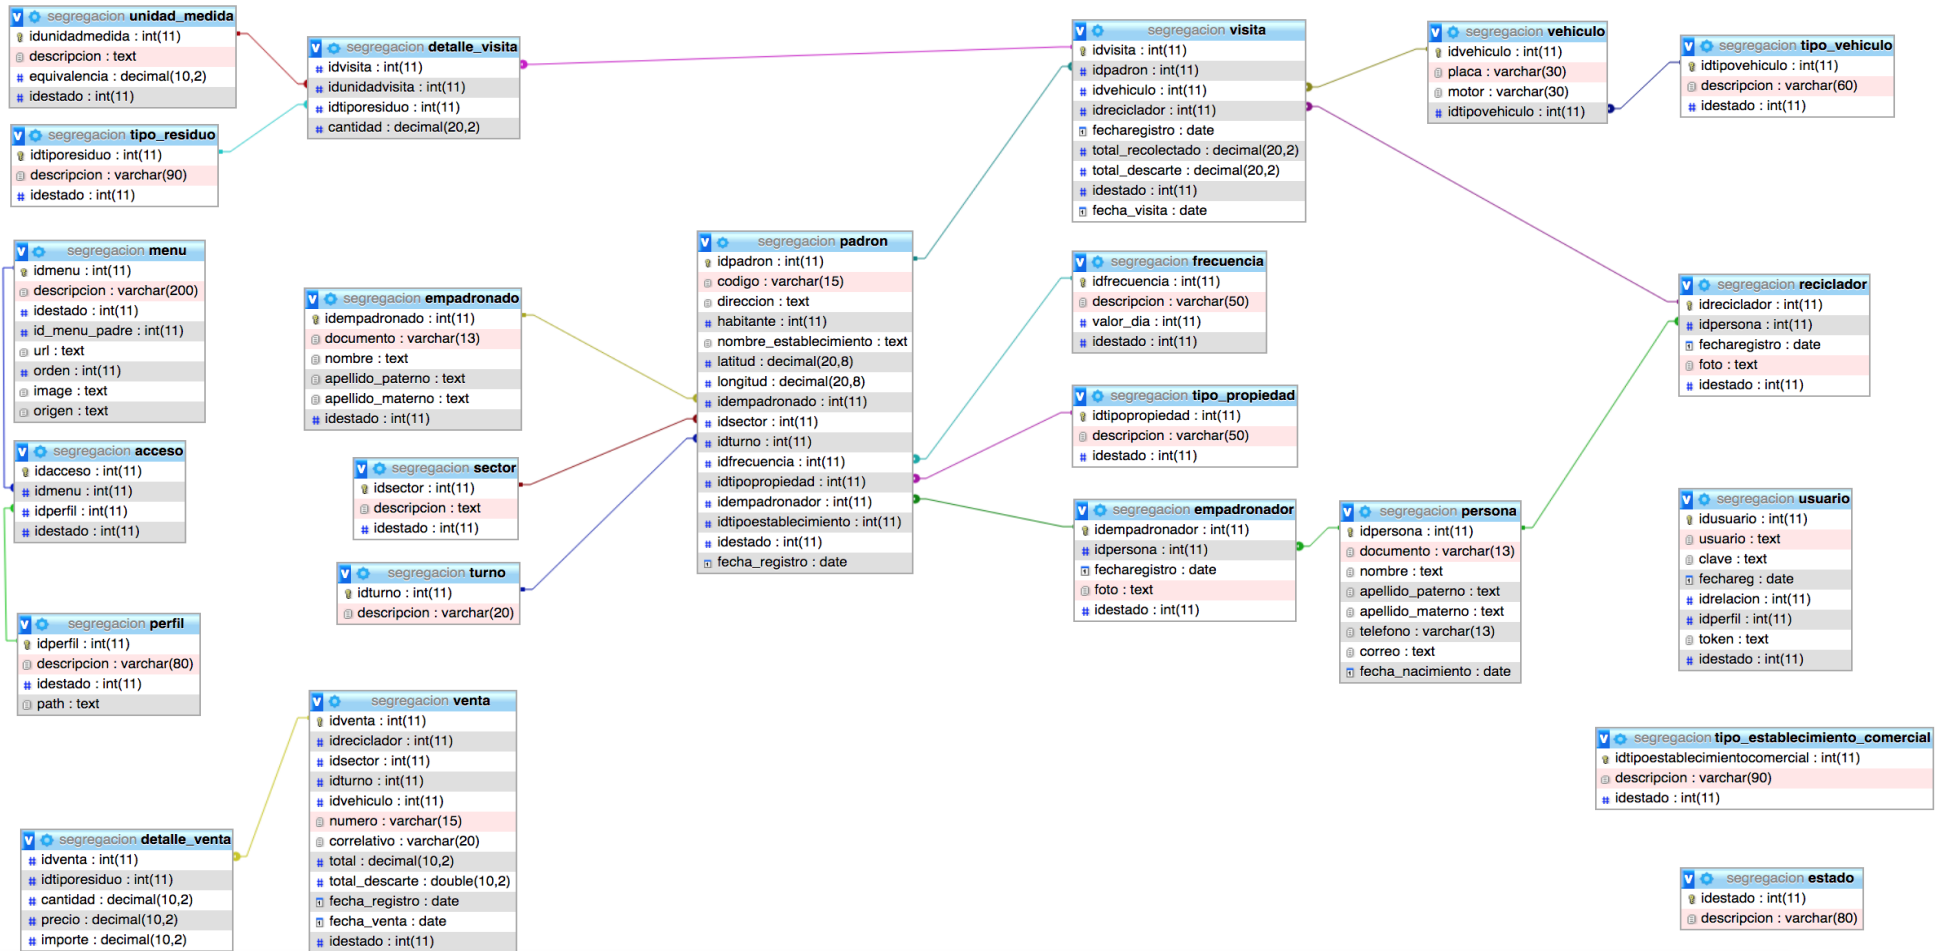 segregacion unidad_medida
idunidadmedida : int(11)
descripcion : text
equivalencia : decimal(10,2)
idestado : int(11)
segregacion tipo_residuo
idtiporesiduo : int(11)
descripcion : varchar(90)
idestado : int(11)
segregacion detalle_visita
idvisita : int(11)
idunidadvisita : int(11)
idtiporesiduo : int(11)
cantidad : decimal(20,2)
segregacion visita
idvisita : int(11)
idpadron : int(11)
idvehiculo : int(11)
idreciclador : int(11)
fecharegistro : date
total_recolectado : decimal(20,2)
total_descarte : decimal(20,2)
idestado : int(11)
fecha_visita : date
segregacion vehiculo
idvehiculo : int(11)
placa : varchar(30)
motor : varchar(30)
idtipovehiculo : int(11)
segregacion tipo_vehiculo
idtipovehiculo : int(11)
descripcion : varchar(60)
idestado : int(11)
segregacion menu
idmenu : int(11)
descripcion : varchar(200)
idestado : int(11)
id_menu_padre : int(11)
url : text
orden : int(11)
image : text
origen : text
segregacion acceso
idacceso : int(11)
idmenu : int(11)
idperfil : int(11)
idestado : int(11)
segregacion perfil
idperfil : int(11)
descripcion : varchar(80)
idestado : int(11)
path : text
segregacion empadronado
idempadronado : int(11)
documento : varchar(13)
nombre : text
apellido_paterno : text
apellido_materno : text
idestado : int(11)
segregacion sector
idsector : int(11)
descripcion : text
idestado : int(11)
segregacion turno
idturno : int(11)
descripcion : varchar(20)
segregacion padron
idpadron : int(11)
codigo : varchar(15)
direccion : text
habitante : int(11)
nombre_establecimiento : text
latitud : decimal(20,8)
longitud : decimal(20,8)
idempadronado : int(11)
idsector : int(11)
idturno : int(11)
idfrecuencia : int(11)
idtipopropiedad : int(11)
idempadronador : int(11)
idtipoestablecimiento : int(11)
idestado : int(11)
fecha_registro : date
segregacion frecuencia
idfrecuencia : int(11)
descripcion : varchar(50)
valor_dia : int(11)
idestado : int(11)
segregacion tipo_propiedad
idtipopropiedad : int(11)
descripcion : varchar(50)
idestado : int(11)
segregacion empadronador
idempadronador : int(11)
idpersona : int(11)
fecharegistro : date
foto : text
idestado : int(11)
segregacion persona
idpersona : int(11)
documento : varchar(13)
nombre : text
apellido_paterno : text
apellido_materno : text
telefono : varchar(13)
correo : text
fecha_nacimiento : date
segregacion reciclador
idreciclador : int(11)
idpersona : int(11)
fecharegistro : date
foto : text
idestado : int(11)
segregacion usuario
idusuario : int(11)
usuario : text
clave : text
fechareg : date
idrelacion : int(11)
idperfil : int(11)
token : text
idestado : int(11)
segregacion venta
idventa : int(11)
idreciclador : int(11)
idsector : int(11)
idturno : int(11)
idvehiculo : int(11)
numero : varchar(15)
correlativo : varchar(20)
total : decimal(10,2)
total_descarte : double(10,2)
fecha_registro : date
fecha_venta : date
idestado : int(11)
segregacion detalle_venta
idventa : int(11)
idtiporesiduo : int(11)
cantidad : decimal(10,2)
precio : decimal(10,2)
importe : decimal(10,2)
segregacion tipo_establecimiento_comercial
idtipoestablecimientocomercial : int(11)
descripcion : varchar(90)
idestado : int(11)
segregacion estado
idestado : int(11)
descripcion : varchar(80)